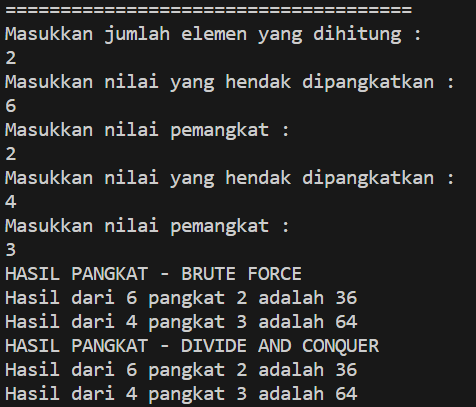 =====================================
Masukkan jumlah elemen yang dihitung :
2
Masukkan nilai yang hendak dipangkatkan :
6
Masukkan nilai pemangkat :
2
Masukkan nilai yang hendak dipangkatkan :
4
Masukkan nilai pemangkat :
3
HASIL PANGKAT - BRUTE FORCE
Hasil dari 6 pangkat 2 adalah 36
Hasil dari 4 pangkat 3 adalah 64
HASIL PANGKAT - DIVIDE AND CONQUER
Hasil dari 6 pangkat 2 adalah 36
Hasil dari 4 pangkat 3 adalah 64